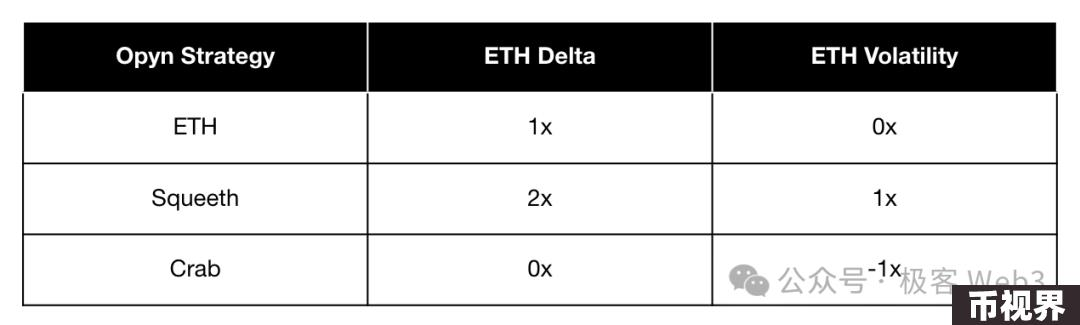 Opyn Strategy ETH Delta ETH Volatility
ETH 1x 0x
Squeeth 2x 1x
Crab 0x -1x
公众号 · 极客 Web3
币视界